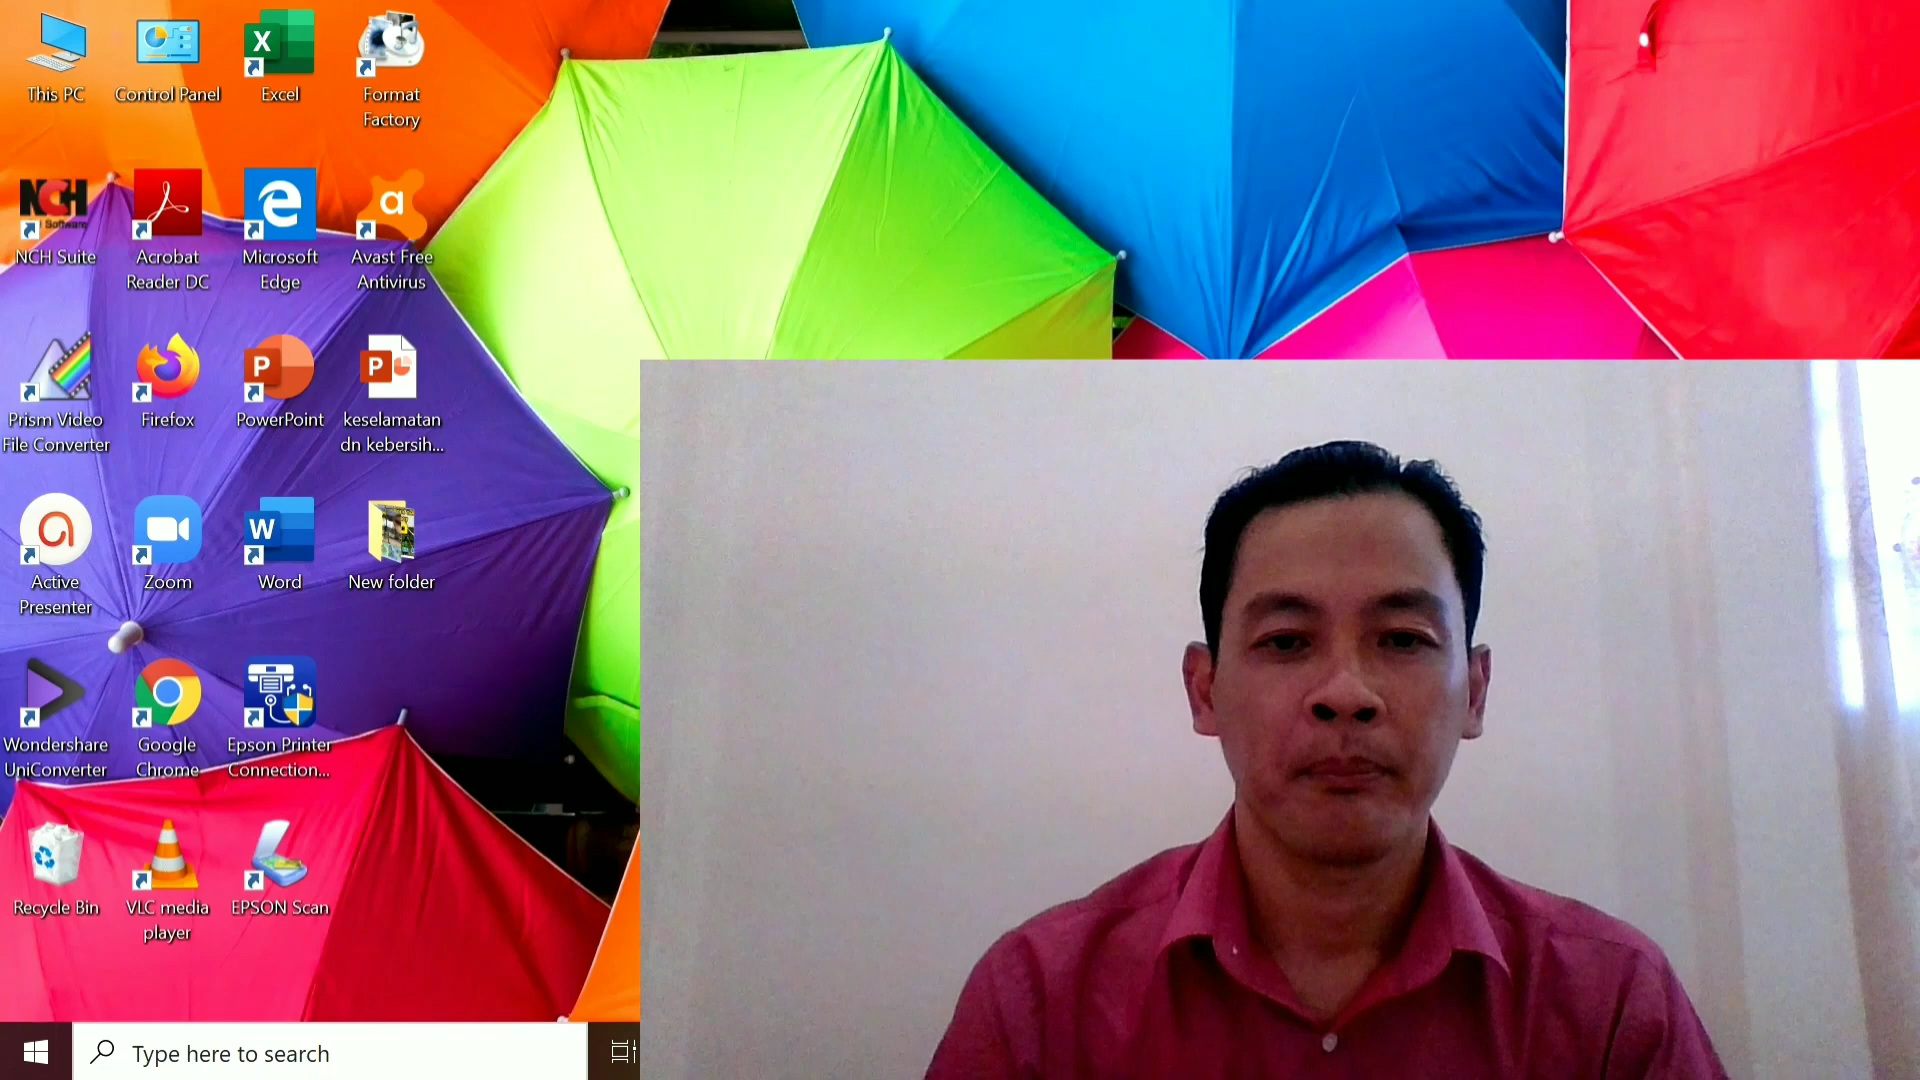 This PC
Control Panel
Excel
Format
Factory
NCH
Software
NCH Suite
Acrobat
Reader DC
Microsoft
Edge
a
Avast Free
Antivirus
Prism Video
File Converter
Firefox
P
PowerPoint
P
keselamatan
dn kebersih...
Active
Presenter
Zoom
W
Word
New folder
Wondershare
UniConverter
Google
Chrome
Epson Printer
Connection...
Recycle Bin
VLC media
player
EPSON Scan
Type here to search